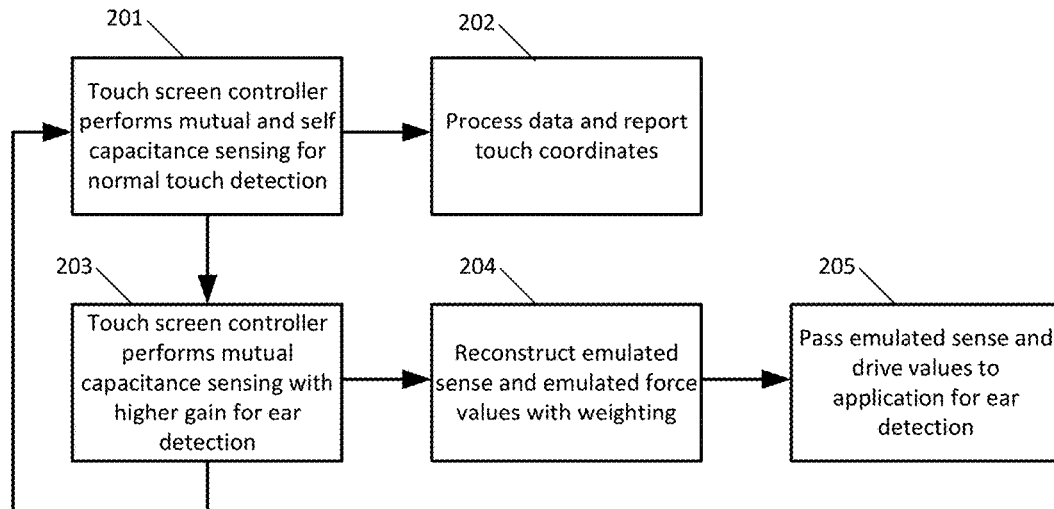 201
Touch screen controller
performs mutual and self
capacitance sensing for
normal touch detection
202
Process data and report
touch coordinates
203
Touch screen controller
performs mutual
capacitance sensing with
higher gain for ear
detection
204
Reconstruct emulated
sense and emulated force
values with weighting
205
Pass emulated sense and
drive values to
application for ear
detection